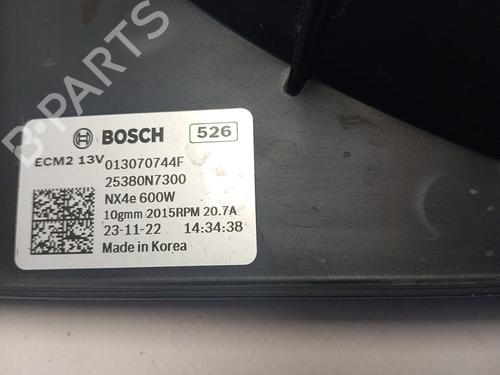 BOSCH 526
ECM2 13V 013070744F
25380N7300
NX4e 600W
10gmm 2015RPM 20.7A
23-11-22 14:34:38
Made in Korea
B-PARTS